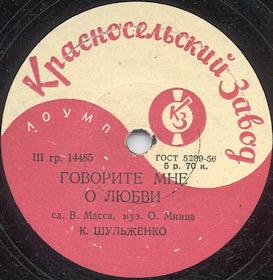 Красносельский Завод
ЛОУМП
КЗ
III гр. 14485
ГОСТ 5289-56
5 р. 70 к.
ГОВОРИТЕ МНЕ
О ЛЮБВИ
сл. В. Масса, муз. О. Минца
К. ШУЛЬЖЕНКО